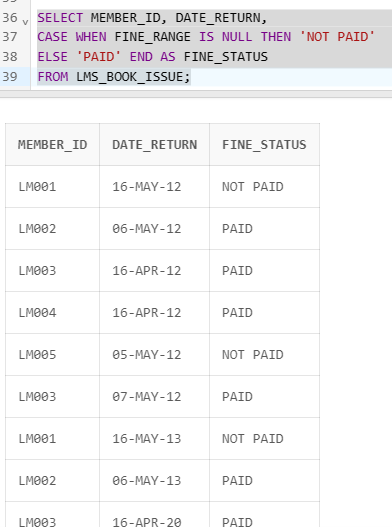 36 SELECT MEMBER_ID, DATE_RETURN,
37 CASE WHEN FINE_RANGE IS NULL THEN 'NOT PAID'
38 ELSE 'PAID' END AS FINE_STATUS
39 FROM LMS_BOOK_ISSUE;
MEMBER_ID DATE_RETURN FINE_STATUS
LM001 16-MAY-12 NOT PAID
LM002 06-MAY-12 PAID
LM003 16-APR-12 PAID
LM004 16-APR-12 PAID
LM005 05-MAY-12 NOT PAID
LM003 07-MAY-12 PAID
LM001 16-MAY-13 NOT PAID
LM002 06-MAY-13 PAID
LM003 16-APR-20 PAID